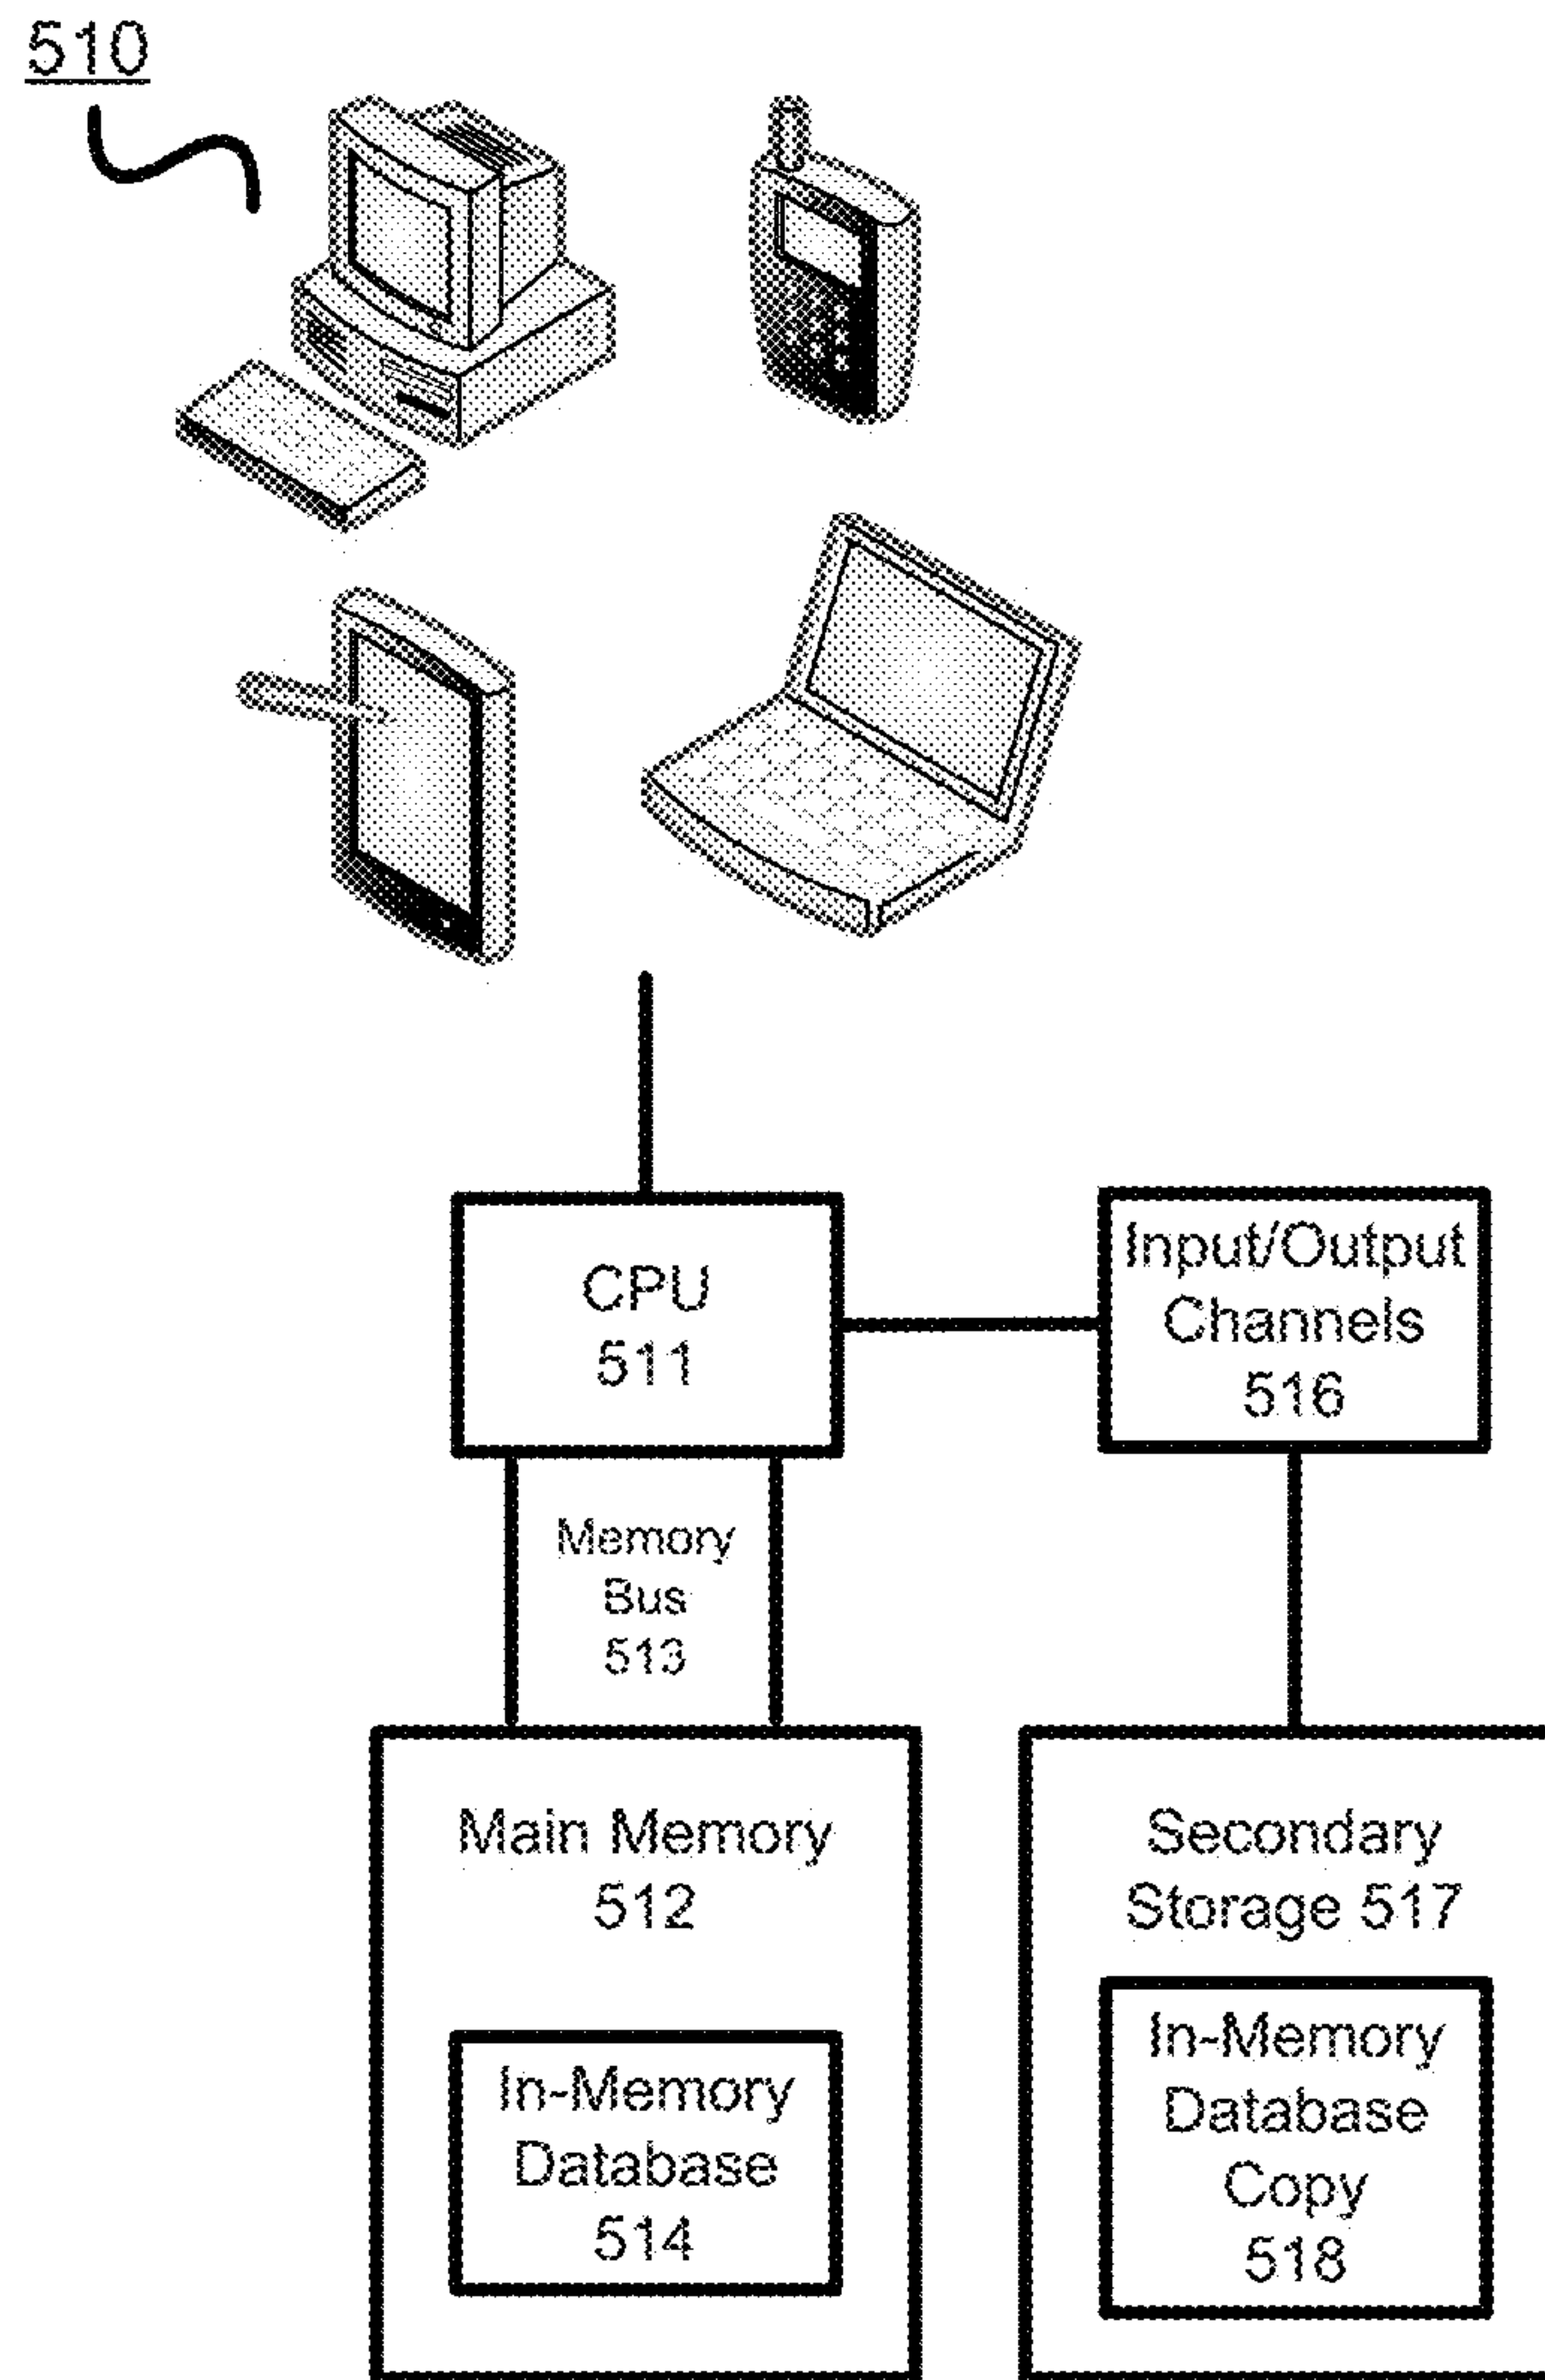 510
CPU
511
Input/Output
Channels
516
Memory
Bus
513
Main Memory
512
In-Memory
Database
514
Secondary
Storage 517
In-Memory
Database
Copy
518